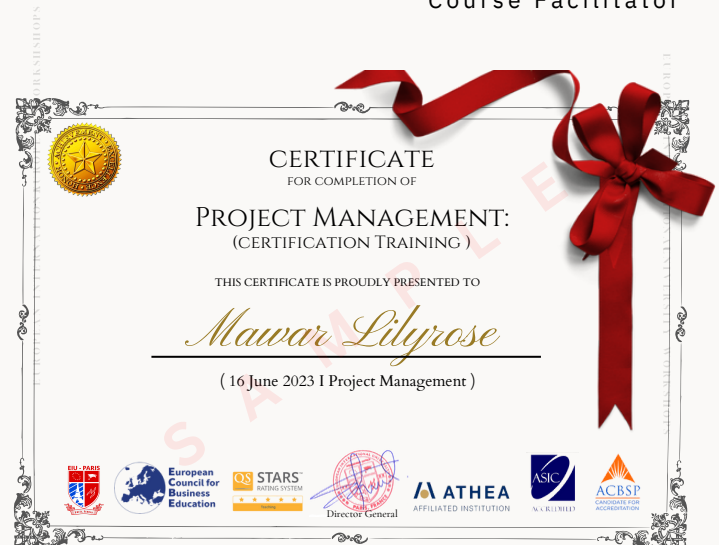 Course Facilitator
CERTIFICATE
FOR COMPLETION OF
PROJECT MANAGEMENT:
(CERTIFICATION TRAINING )
THIS CERTIFICATE IS PROUDLY PRESENTED TO
Mawar Lilyrose
( 16 June 2023 I Project Management )
SAMPLE
EIU - PARIS
European
Council for
Business
Education
QS STARS™
RATING SYSTEM
Director General
ATHEA
AFFILIATED INSTITUTION
ASIC
ACCREDITED
ACBSP
CANDIDATE FOR
ACCREDITATION